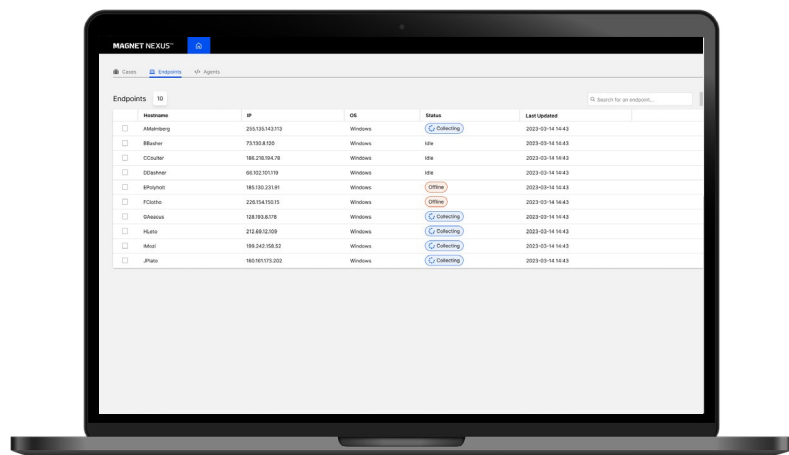 MAGNET NEXUS™
Cases Endpoints </> Agents
Endpoints 10 Search for an endpoint...
Hostname IP OS Status Last Updated
AMelmberg 255.135.143.113 Windows Collecting 2023-03-14 14:43
BBasher 73.130.8.120 Windows Idle 2023-03-14 14:43
CCoulter 186.218.194.78 Windows Idle 2023-03-14 14:43
DDashner 66.102.101.119 Windows Idle 2023-03-14 14:43
EPolynoit 185.130.231.91 Windows Offline 2023-03-14 14:43
FClotho 226.154.150.15 Windows Offline 2023-03-14 14:43
GAeacus 128.193.8.178 Windows Collecting 2023-03-14 14:43
HLeto 212.69.12.109 Windows Collecting 2023-03-14 14:43
IMozi 199.242.156.52 Windows Collecting 2023-03-14 14:43
JPlato 160.161.173.202 Windows Collecting 2023-03-14 14:43